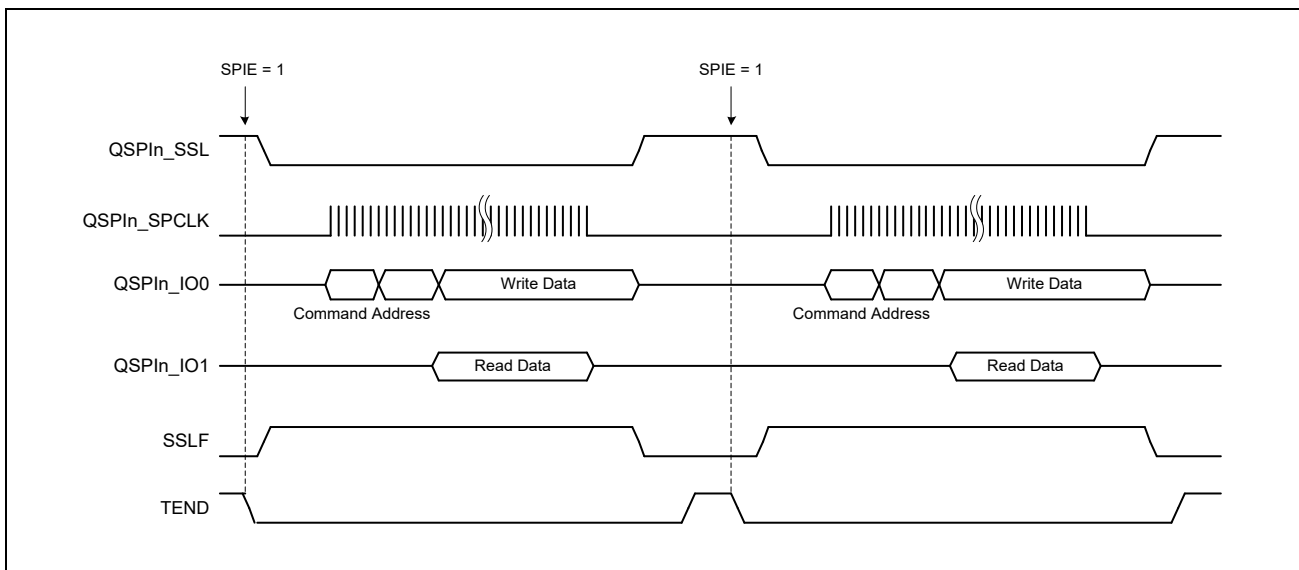 SPIE = 1 SPIE = 1
QSPIn_SSL
QSPIn_SPCLK
QSPIn_IO0 Write Data Write Data
Command Address Command Address
QSPIn_IO1 Read Data Read Data
SSLF
TEND